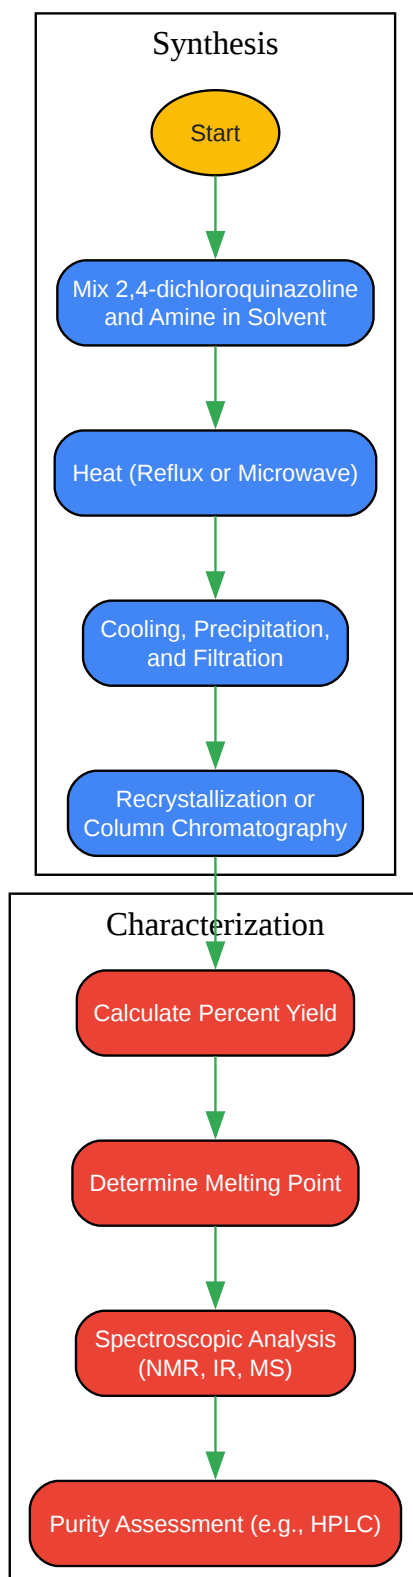 Synthesis
Start
Mix 2,4-dichloroquinazoline
and Amine in Solvent
Heat (Reflux or Microwave)
Cooling, Precipitation,
and Filtration
Recrystallization or
Column Chromatography
Characterization
Calculate Percent Yield
Determine Melting Point
Spectroscopic Analysis
(NMR, IR, MS)
Purity Assessment (e.g., HPLC)